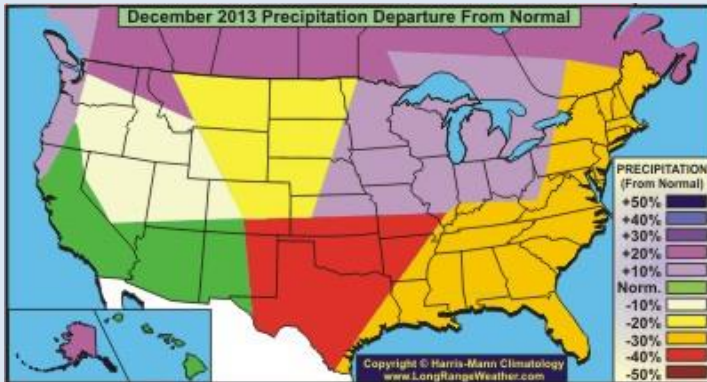 December 2013 Precipitation Departure From Normal
PRECIPITATION
(From Normal)
+50%
+40%
+30%
+20%
+10%
Norm.
-10%
-20%
-30%
-40%
-50%
Copyright © Harris-Mann Climatology
www.LongRangeWeather.com